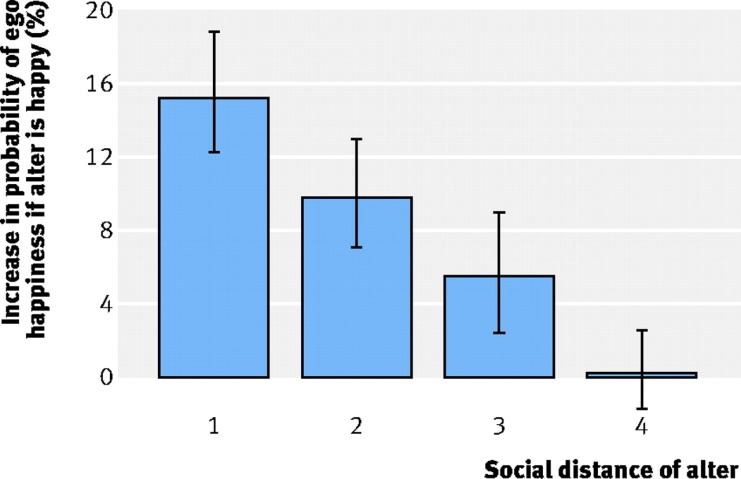 Increase in probability of ego
happiness if alter is happy (%)
20
16
12
8
4
0
1 2 3 4
Social distance of alter